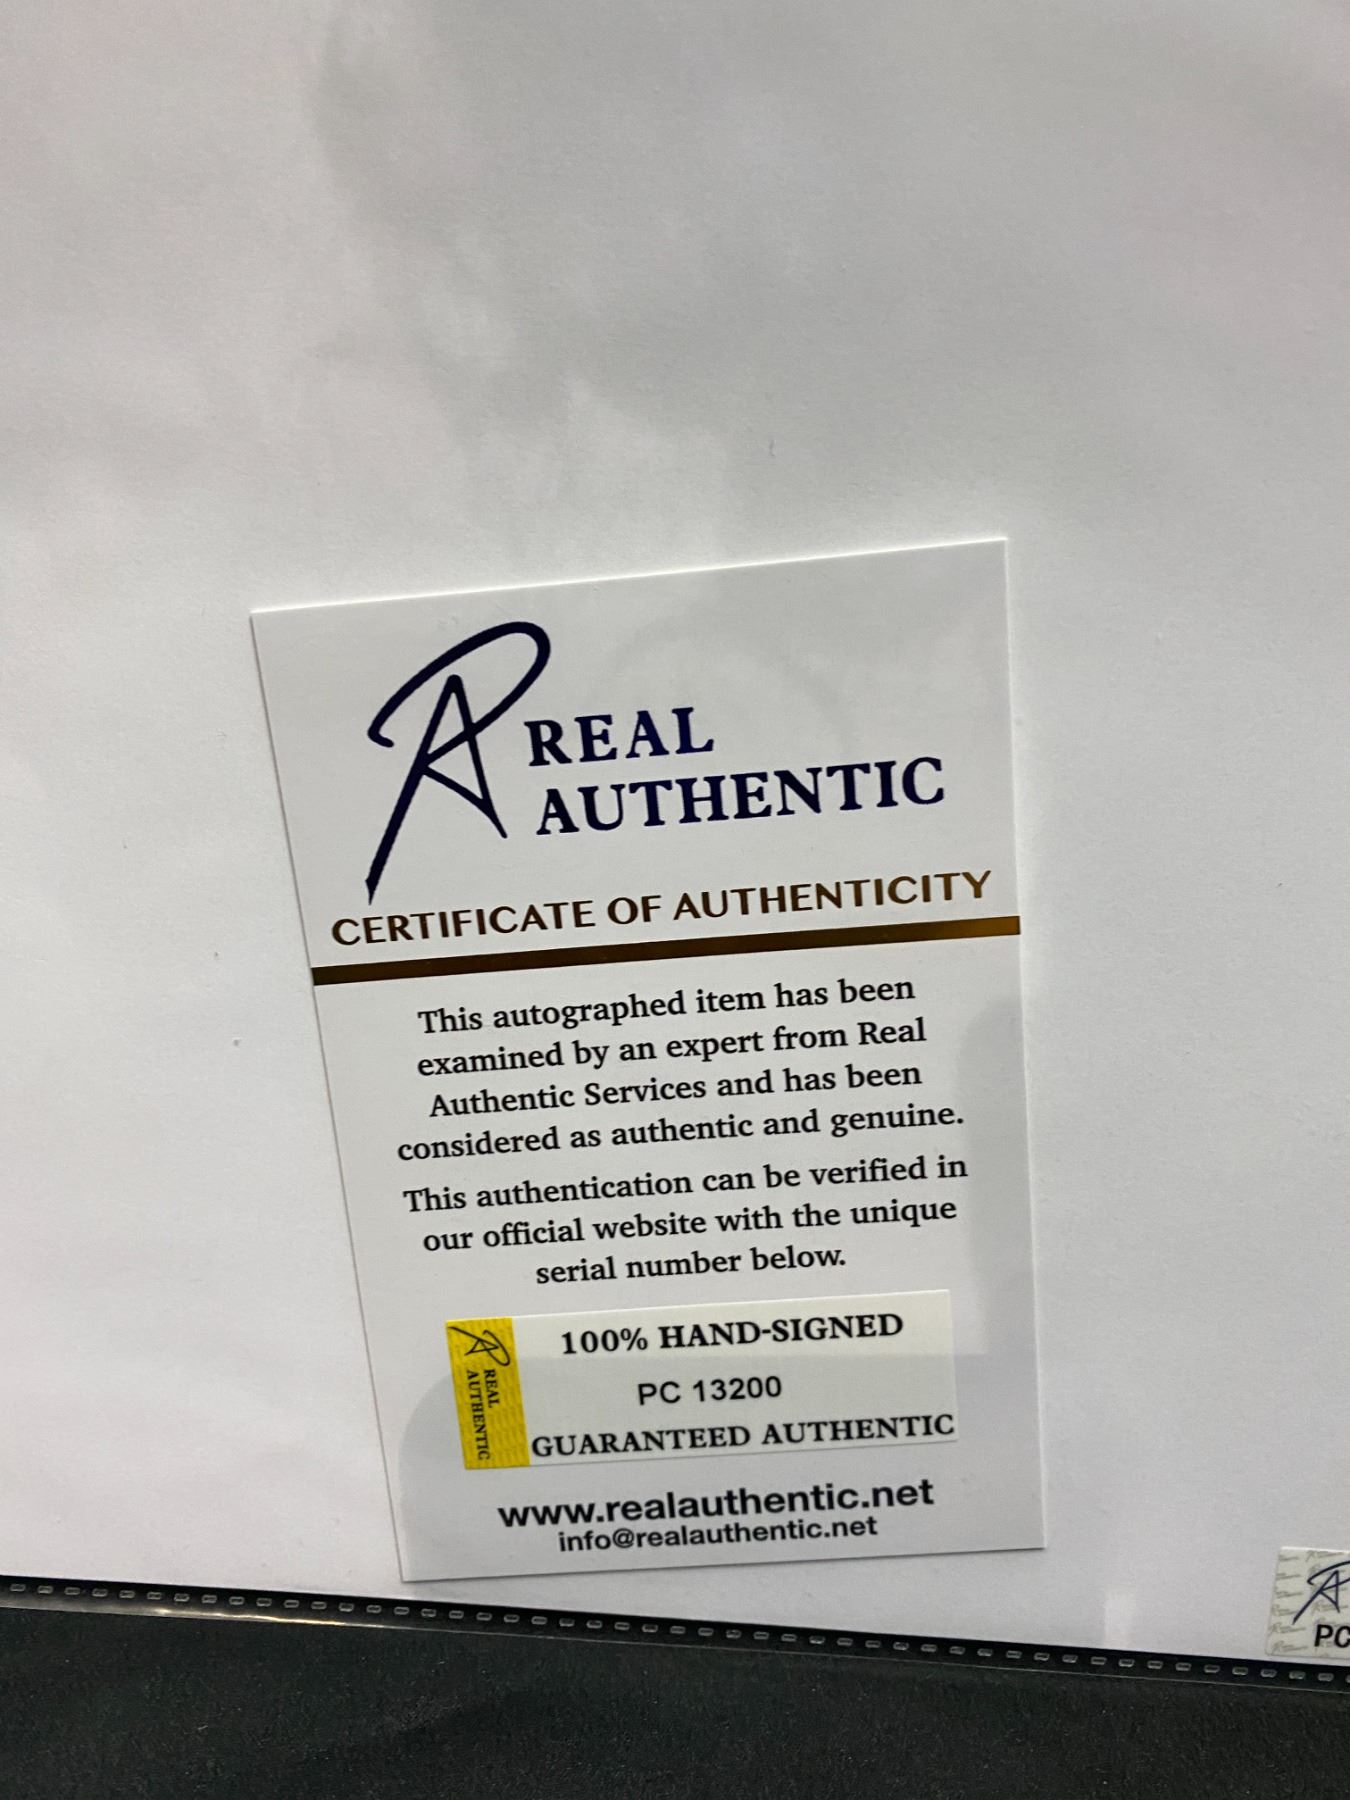 REAL
AUTHENTIC
CERTIFICATE OF AUTHENTICITY
This autographed item has been
examined by an expert from Real
Authentic Services and has been
considered as authentic and genuine.
This authentication can be verified in
our official website with the unique
serial number below.
REAL
AUTHENTIC
100% HAND-SIGNED
PC 13200
GUARANTEED AUTHENTIC
www.realauthentic.net
info@realauthentic.net
PC